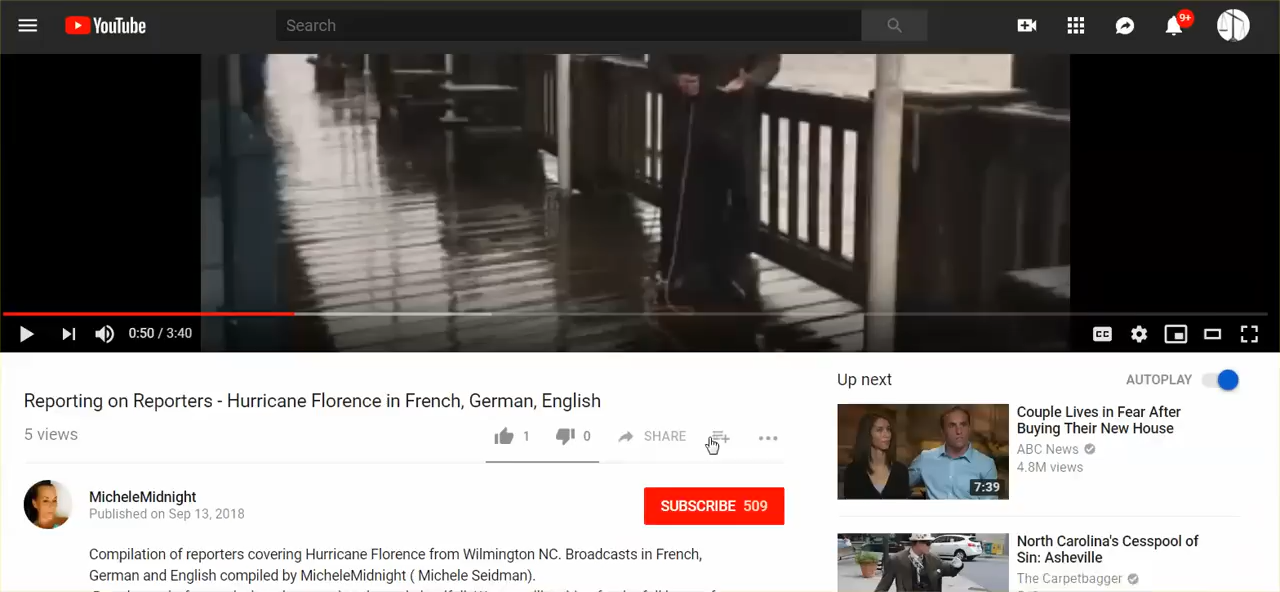 YouTube
Search
9+
0:50 / 3:40
CC
Reporting on Reporters - Hurricane Florence in French, German, English
5 views
1
0
SHARE
MicheleMidnight
Published on Sep 13, 2018
SUBSCRIBE 509
Compilation of reporters covering Hurricane Florence from Wilmington NC. Broadcasts in French,
German and English compiled by MicheleMidnight ( Michele Seidman).
Up next
AUTOPLAY
7:39
Couple Lives in Fear After
Buying Their New House
ABC News
4.8M views
North Carolina's Cesspool of
Sin: Asheville
The Carpetbagger